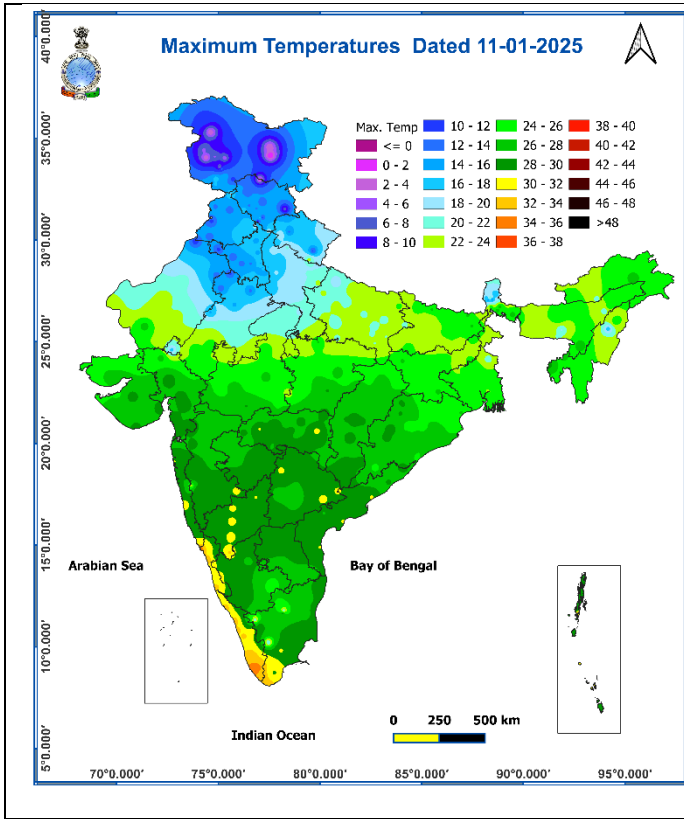 Maximum Temperatures Dated 11-01-2025
Max. Temp
<= 0
0 - 2
2 - 4
4 - 6
6 - 8
8 - 10
10 - 12
12 - 14
14 - 16
16 - 18
18 - 20
20 - 22
22 - 24
24 - 26
26 - 28
28 - 30
30 - 32
32 - 34
34 - 36
36 - 38
38 - 40
40 - 42
42 - 44
44 - 46
46 - 48
>48
40°0.000'
35°0.000'
30°0.000'
25°0.000'
20°0.000'
15°0.000'
10°0.000'
5°0.000'
Arabian Sea
Bay of Bengal
Indian Ocean
0 250 500 km
70°0.000' 75°0.000' 80°0.000' 85°0.000' 90°0.000' 95°0.000'